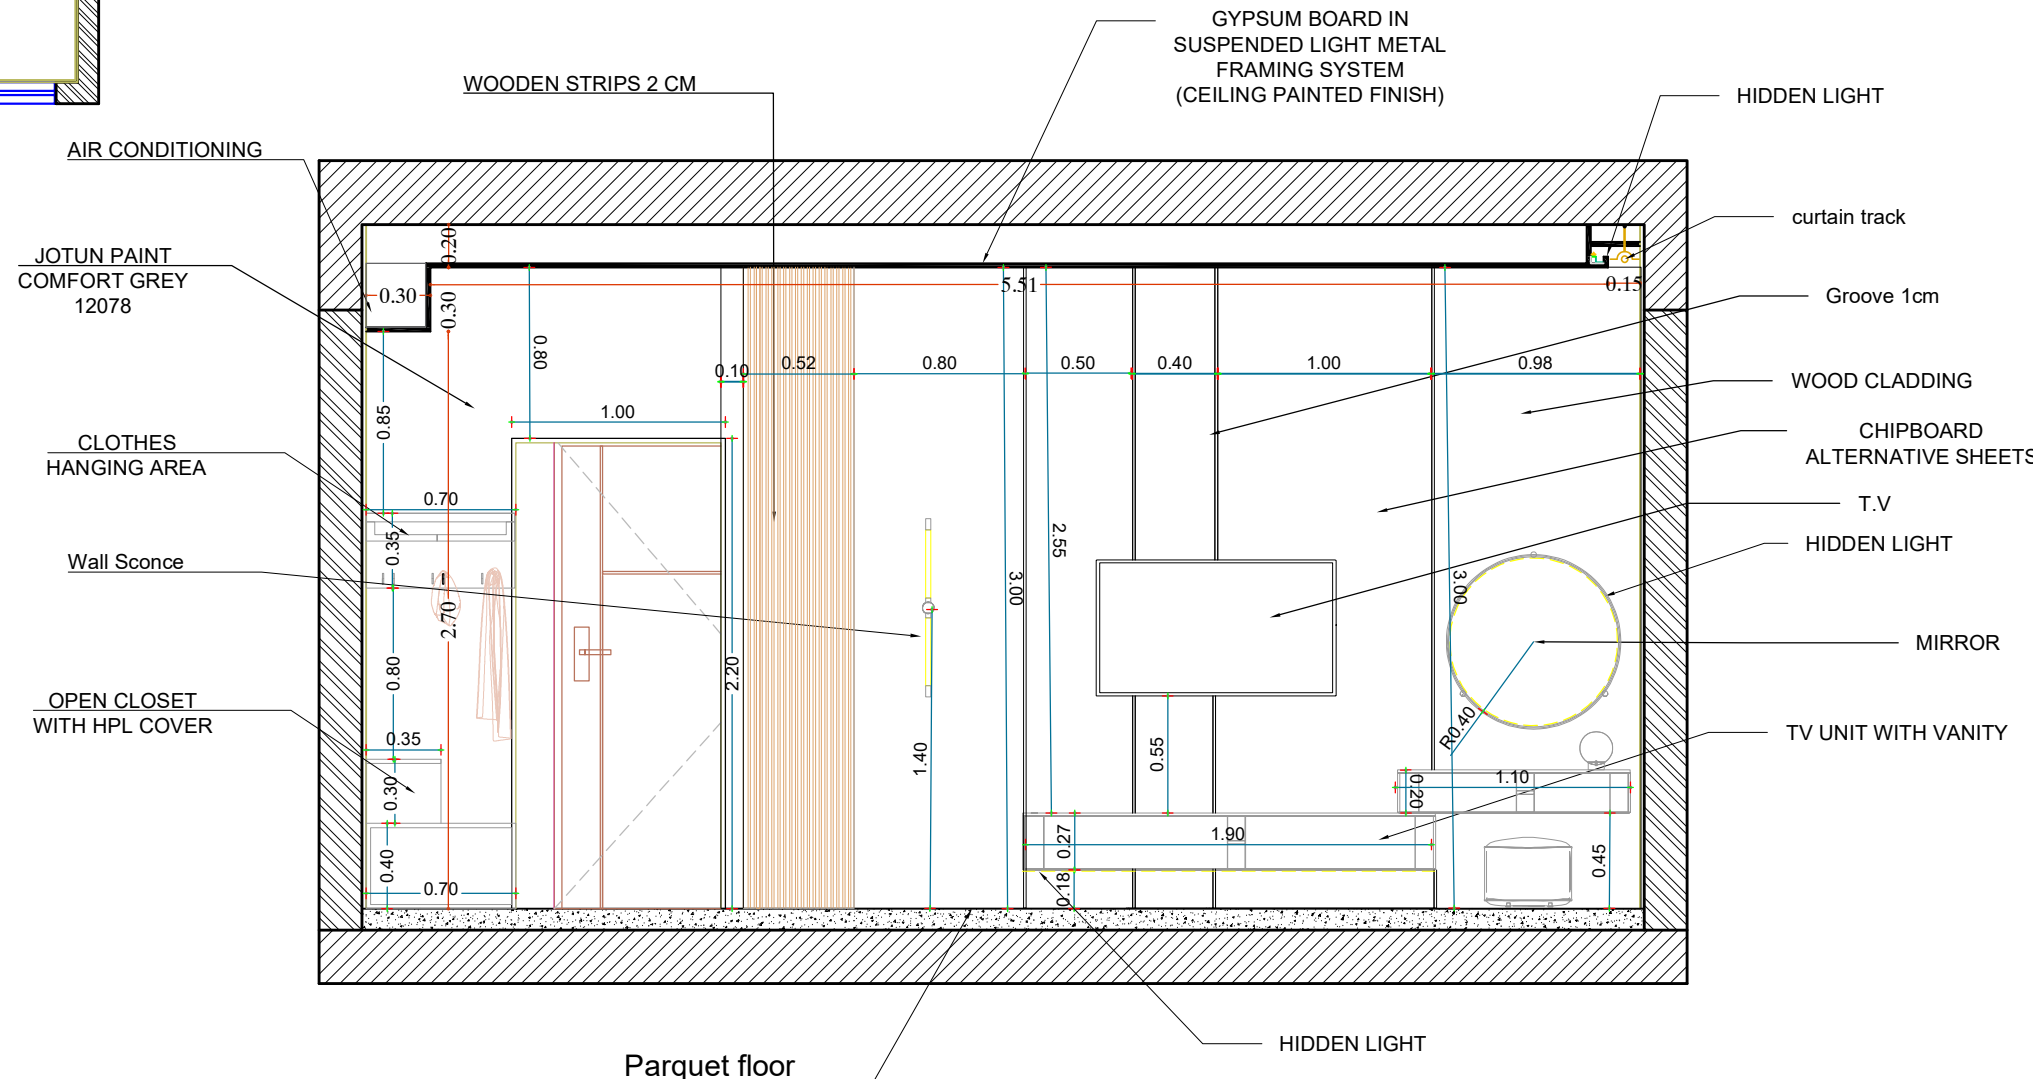 GYPSUM BOARD IN
SUSPENDED LIGHT METAL
FRAMING SYSTEM
(CEILING PAINTED FINISH)
WOODEN STRIPS 2 CM
HIDDEN LIGHT
AIR CONDITIONING
curtain track
JOTUN PAINT
COMFORT GREY
12078
Groove 1cm
WOOD CLADDING
CHIPBOARD
ALTERNATIVE SHEETS
CLOTHES
HANGING AREA
T.V
HIDDEN LIGHT
Wall Sconce
MIRROR
OPEN CLOSET
WITH HPL COVER
TV UNIT WITH VANITY
HIDDEN LIGHT
Parquet floor
0.20
0.30
0.30
5.51
0.15
0.80
0.10
0.52
0.80
0.50
0.40
1.00
0.98
0.85
1.00
0.70
0.35
2.55
3.00
3.00
2.70
0.80
2.20
R0.40
0.35
1.40
0.55
0.30
0.20
1.10
0.40
0.27
1.90
0.45
0.70
0.18